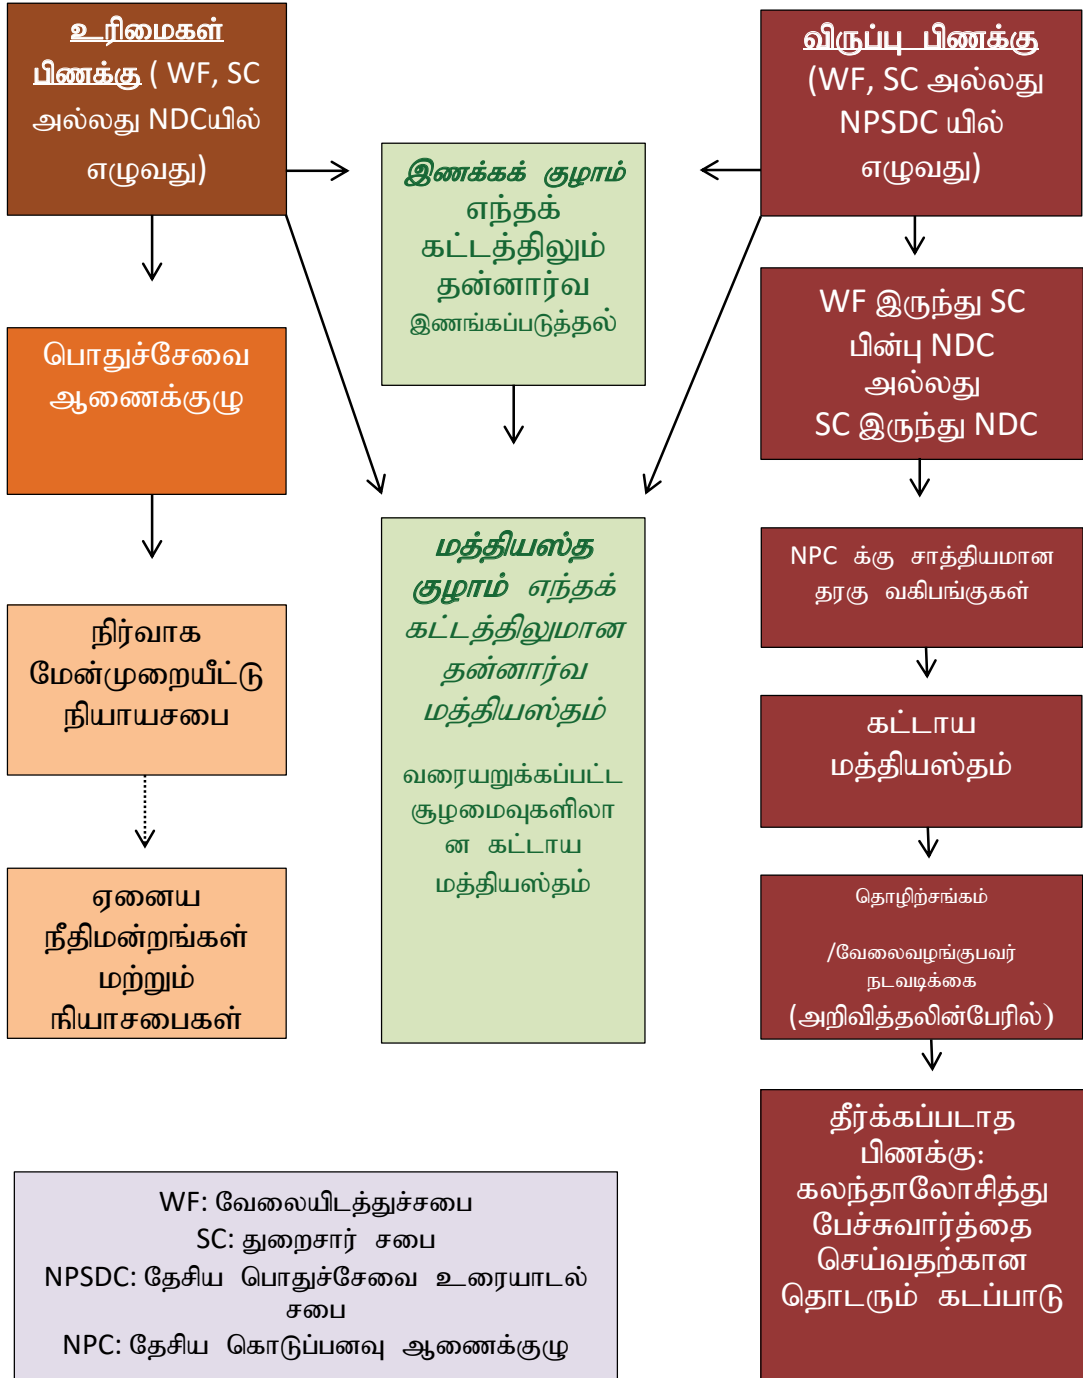 உரிமைகள்
பிணக்கு ( WF, SC
அல்லது NDCயில்
எழுவது)
பொதுச்சேவை
ஆணைக்குழு
நிர்வாக
மேன்முறையீட்டு
நியாயசபை
ஏனைய
நீதிமன்றங்கள்
மற்றும்
நியாசபைகள்
இணக்கக் குழாம்
எந்தக்
கட்டத்திலும்
தன்னார்வ
இணங்கப்படுத்தல்
மத்தியஸ்த
குழாம் எந்தக்
கட்டத்திலுமான
தன்னார்வ
மத்தியஸ்தம்
வரையறுக்கப்பட்ட
சூழமைவுகளிலா
ன கட்டாய
மத்தியஸ்தம்
விருப்பு பிணக்கு
(WF, SC அல்லது
NPSDC யில்
எழுவது)
WF இருந்து SC
பின்பு NDC
அல்லது
SC இருந்து NDC
NPC க்கு சாத்தியமான
தரகு வகிபங்குகள்
கட்டாய
மத்தியஸ்தம்
தொழிற்சங்கம்
/வேலைவழங்குபவர்
நடவடிக்கை
(அறிவித்தலின்பேரில்)
தீர்க்கப்படாத
பிணக்கு:
கலந்தாலோசித்து
பேச்சுவார்த்தை
செய்வதற்கான
தொடரும் கடப்பாடு
WF: வேலையிடத்துச்சபை
SC: துறைசார் சபை
NPSDC: தேசிய பொதுச்சேவை உரையாடல்
சபை
NPC: தேசிய கொடுப்பனவு ஆணைக்குழு